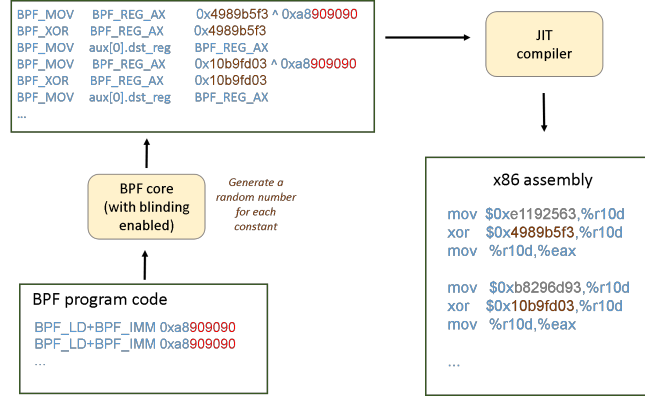 BPF_MOV BPF_REG_AX 0x4989b5f3 ^ 0xa8909090
BPF_XOR BPF_REG_AX 0x4989b5f3
BPF_MOV aux[0].dst_reg BPF_REG_AX
BPF_MOV BPF_REG_AX 0x10b9fd03 ^ 0xa8909090
BPF_XOR BPF_REG_AX 0x10b9fd03
BPF_MOV aux[0].dst_reg BPF_REG_AX
...
JIT
compiler
BPF core
(with blinding
enabled)
Generate a
random number
for each
constant
BPF program code
BPF_LD+BPF_IMM 0xa8909090
BPF_LD+BPF_IMM 0xa8909090
...
x86 assembly
mov $0xe1192563,%r10d
xor $0x4989b5f3,%r10d
mov %r10d,%eax
mov $0xb8296d93,%r10d
xor $0x10b9fd03,%r10d
mov %r10d,%eax
...